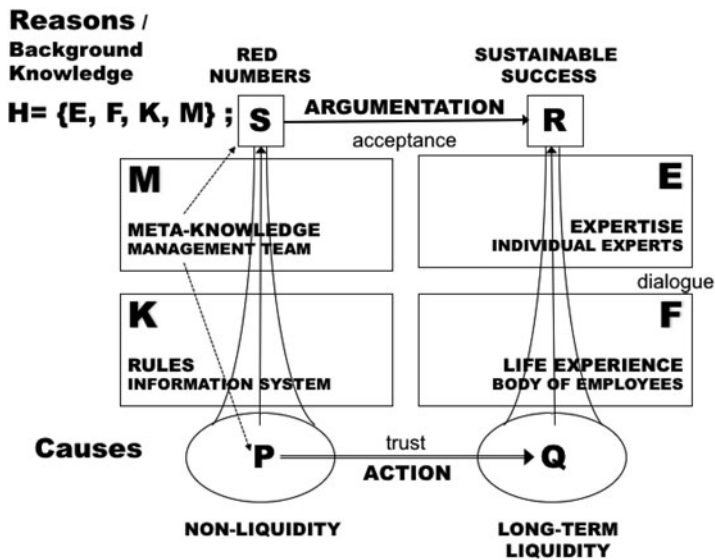 Reasons /
Background
Knowledge
RED
NUMBERS
SUSTAINABLE
SUCCESS
H= {E, F, K, M} ;
S
ARGUMENTATION
R
acceptance
M
META-KNOWLEDGE
MANAGEMENT TEAM
E
EXPERTISE
INDIVIDUAL EXPERTS
dialogue
K
RULES
INFORMATION SYSTEM
F
LIFE EXPERIENCE
BODY OF EMPLOYEES
Causes
P
trust
ACTION
Q
NON-LIQUIDITY
LONG-TERM
LIQUIDITY